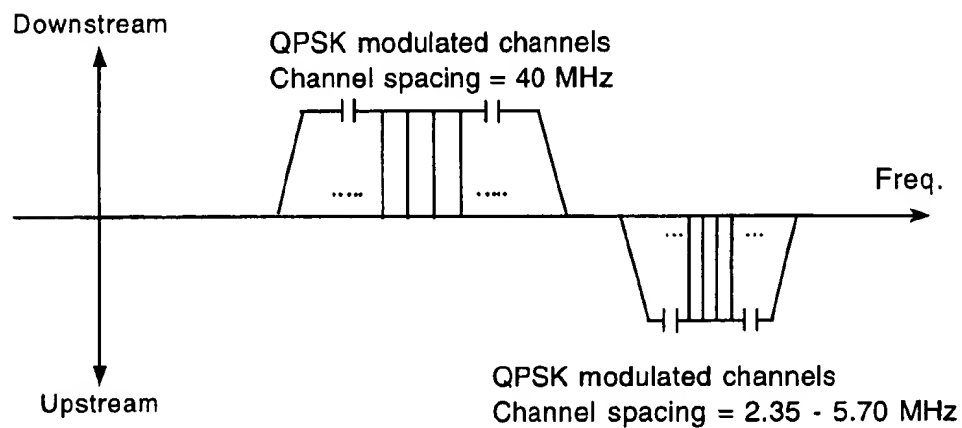 Downstream
QPSK modulated channels
Channel spacing = 40 MHz
.....
.....
Freq.
...
...
QPSK modulated channels
Channel spacing = 2.35 - 5.70 MHz
Upstream